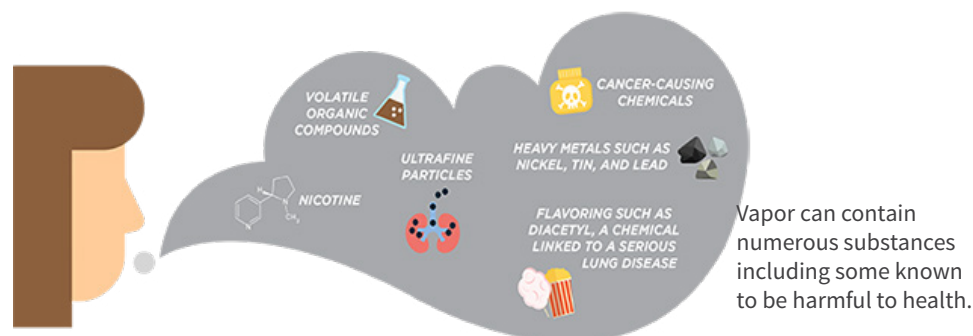 VOLATILE
ORGANIC
COMPOUNDS
CANCER-CAUSING
CHEMICALS
ULTRAFINE
PARTICLES
HEAVY METALS SUCH AS
NICKEL, TIN, AND LEAD
H
N
CH₃
N
NICOTINE
FLAVORING SUCH AS
DIACETYL, A CHEMICAL
LINKED TO A SERIOUS
LUNG DISEASE
Vapor can contain
numerous substances
including some known
to be harmful to health.